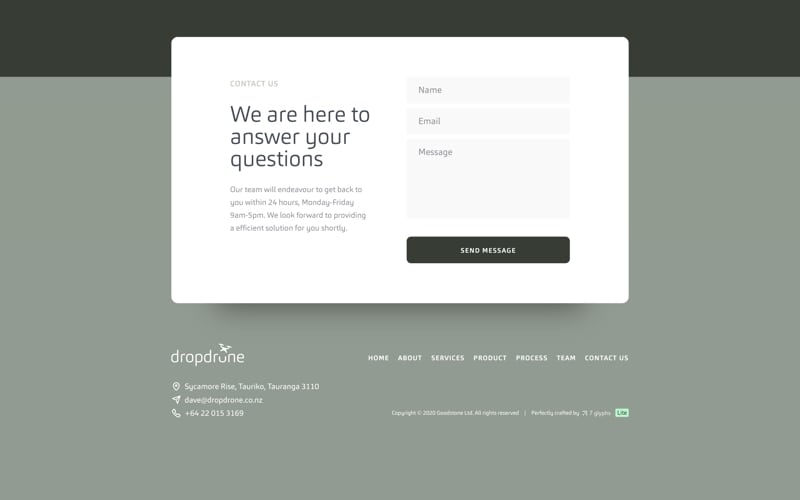 CONTACT US
We are here to
answer your
questions
Our team will endeavour to get back to
you within 24 hours, Monday-Friday
9am-5pm. We look forward to providing
a efficient solution for you shortly.
Name
Email
Message
SEND MESSAGE
dropdrone
HOME ABOUT SERVICES PRODUCT PROCESS TEAM CONTACT US
Sycamore Rise, Tauriko, Tauranga 3110
dave@dropdrone.co.nz
+64 22 015 3169
Copyright © 2020 Goodstone Ltd. All rights reserved | Perfectly crafted by 7 glyphs Lite